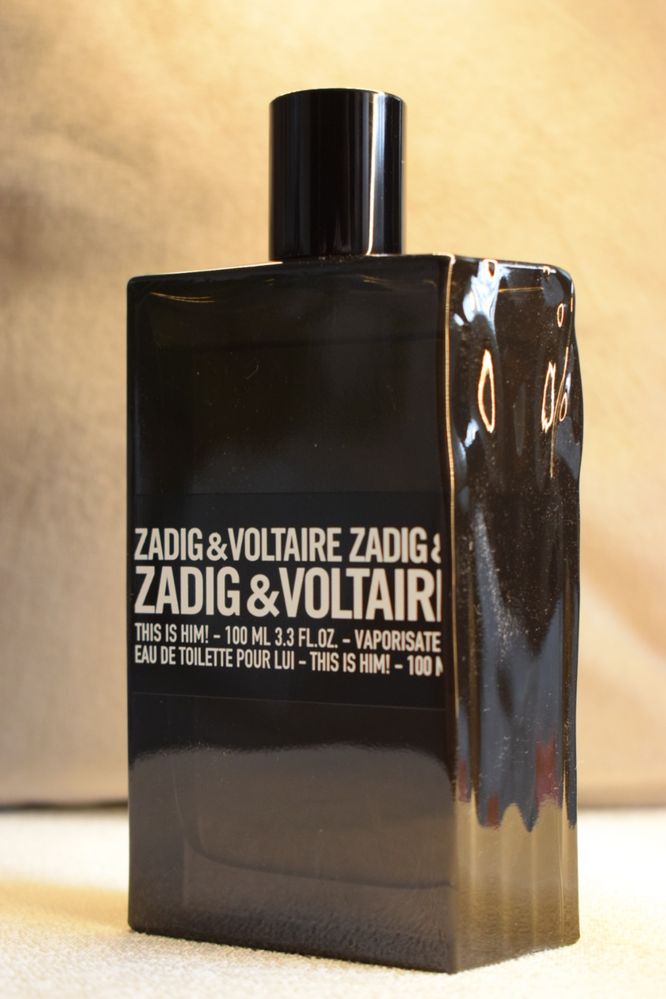 ZADIG & VOLTAIRE ZADIG &
ZADIG & VOLTAIR
THIS IS HIM! – 100 ML 3.3 FL.OZ. – VAPORISATE
EAU DE TOILETTE POUR LUI – THIS IS HIM! – 100 M